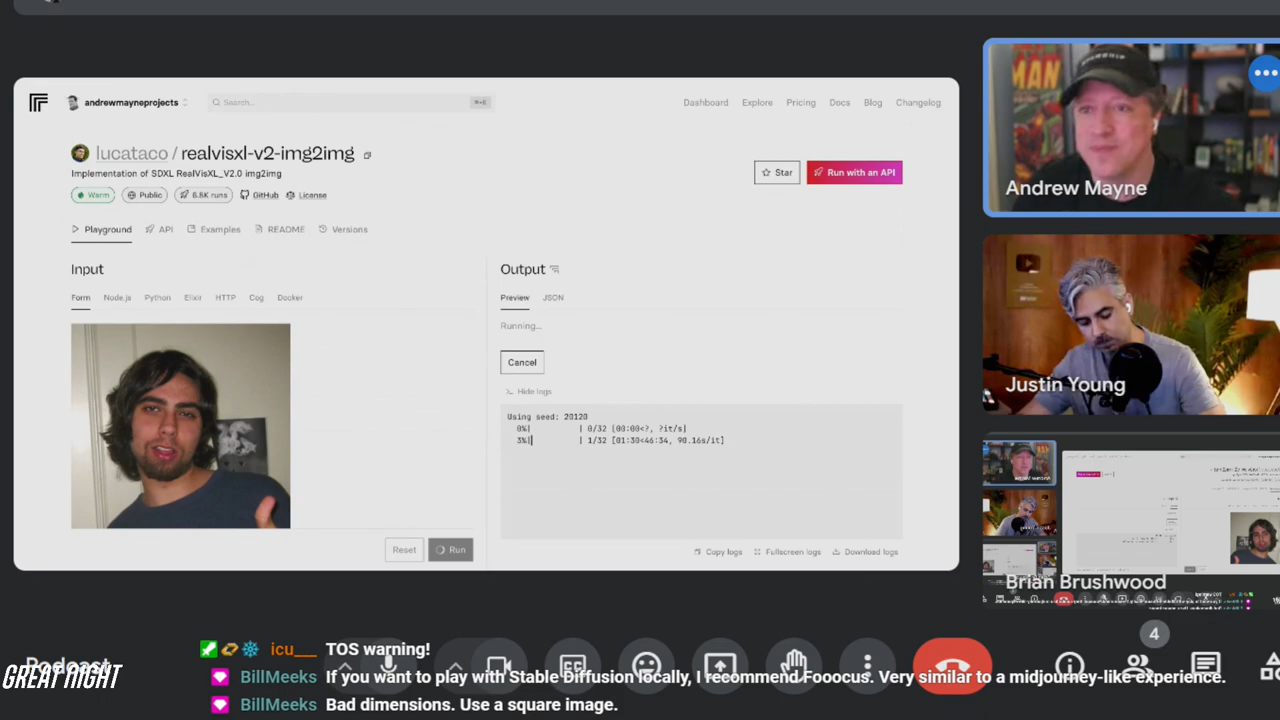 andrewmayneprojects
Search...
Dashboard
Explore
Pricing
Docs
Blog
Changelog
lucataco / realvisxl-v2-img2img
Implementation of SDXL RealVisXL_V2.0 img2img
Star
Run with an API
Warm
Public
6.5K runs
GitHub
License
Playground
API
Examples
README
Versions
Input
Form
Node.js
Python
Elixir
HTTP
Cog
Docker
Reset
Run
Output
Preview
JSON
Running...
Cancel
Hide logs
Using seed: 20120
0%| | 0/32 [00:00<?, ?it/s]
3%| | 1/32 [01:30<46:34, 90.16s/it]
Copy logs
Fullscreen logs
Download logs
MAN
Andrew Mayne
Justin Young
Brian Brushwood
4
Podcast
GREAT NIGHT
icu___ TOS warning!
BillMeeks If you want to play with Stable Diffusion locally, I recommend Fooocus. Very similar to a midjourney-like experience.
BillMeeks Bad dimensions. Use a square image.